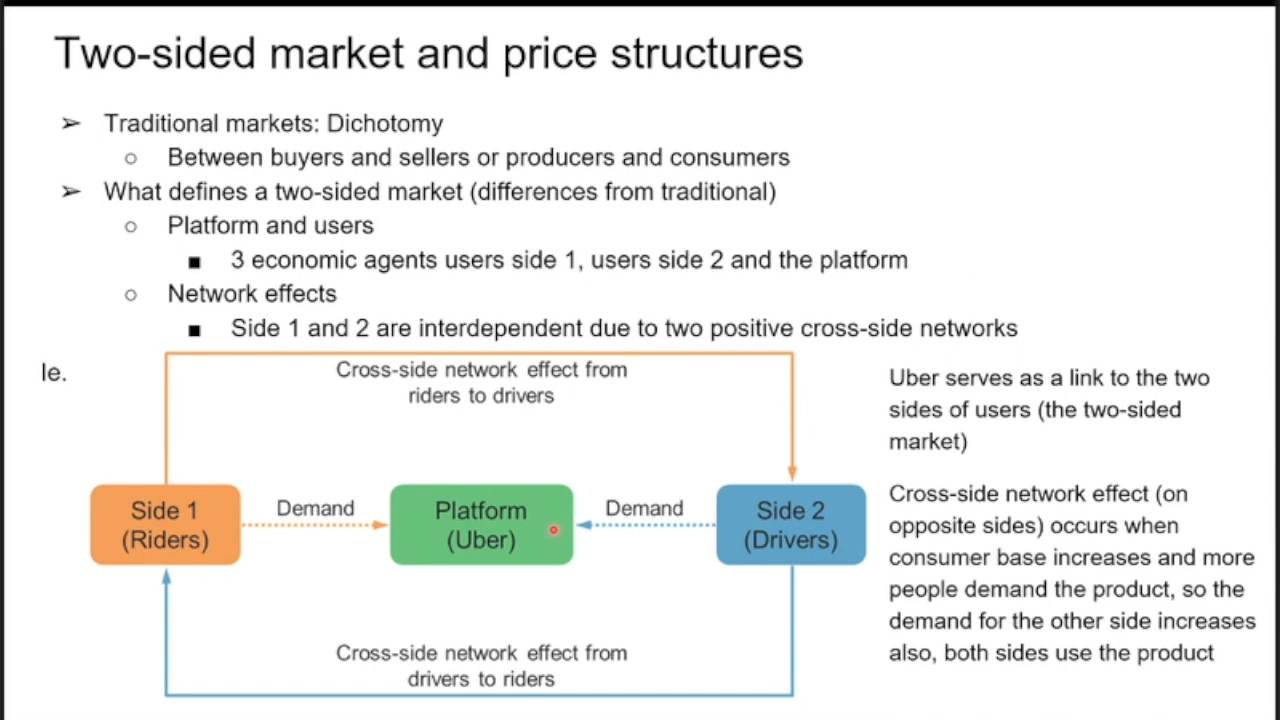 Two-sided market and price structures
➢ Traditional markets: Dichotomy
○ Between buyers and sellers or producers and consumers
➢ What defines a two-sided market (differences from traditional)
○ Platform and users
■ 3 economic agents users side 1, users side 2 and the platform
○ Network effects
■ Side 1 and 2 are interdependent due to two positive cross-side networks
Ie.
Cross-side network effect from
riders to drivers
Side 1
(Riders)
Demand
Platform
(Uber)
Demand
Side 2
(Drivers)
Cross-side network effect from
drivers to riders
Uber serves as a link to the two
sides of users (the two-sided
market)
Cross-side network effect (on
opposite sides) occurs when
consumer base increases and more
people demand the product, so the
demand for the other side increases
also, both sides use the product